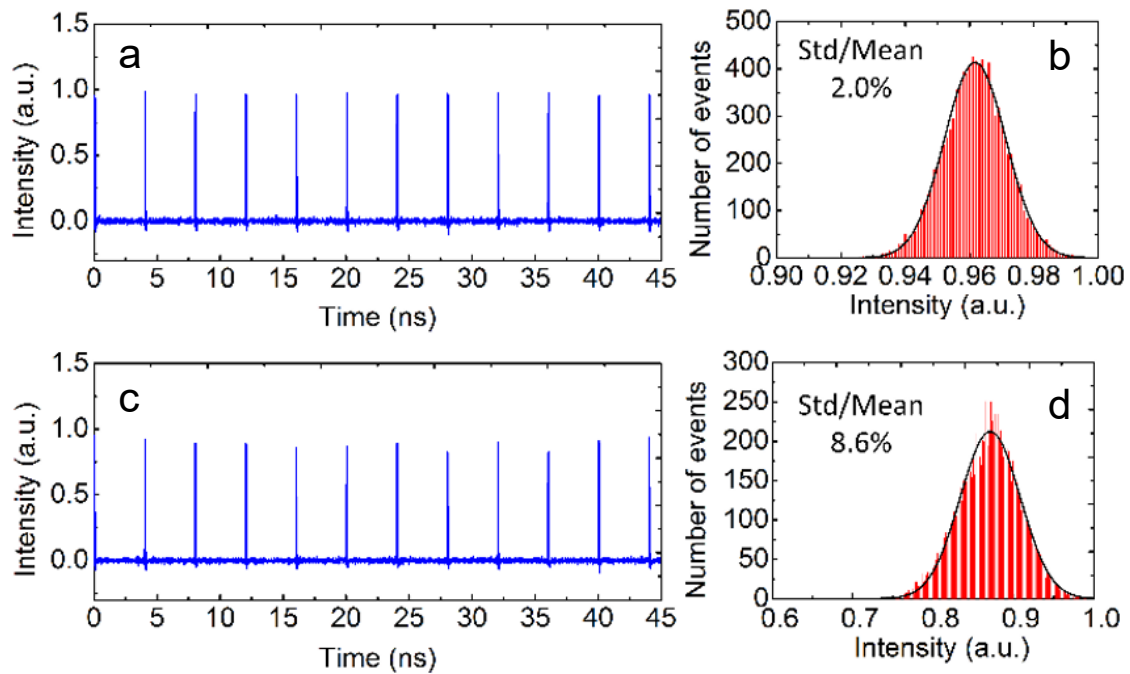 a
1.5
1.0
0.5
0.0
Intensity (a.u.)
0 5 10 15 20 25 30 35 40 45
Time (ns)
b
Std/Mean
2.0%
500
400
300
200
100
0
Number of events
0.90 0.92 0.94 0.96 0.98 1.00
Intensity (a.u.)
c
1.5
1.0
0.5
0.0
Intensity (a.u.)
0 5 10 15 20 25 30 35 40 45
Time (ns)
d
Std/Mean
8.6%
300
250
200
150
100
50
0
Number of events
0.6 0.7 0.8 0.9 1.0
Intensity (a.u.)